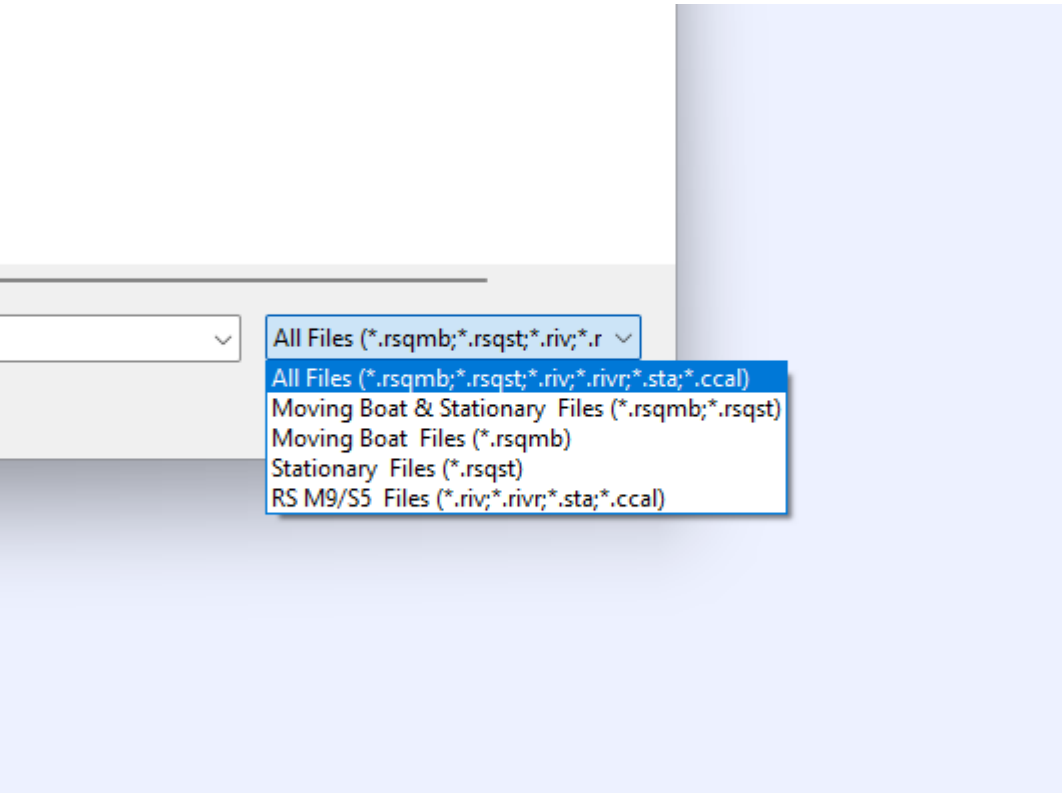 All Files (*.rsqmb;*.rsqst;*.riv;*.r
All Files (*.rsqmb;*.rsqst;*.riv;*.rivr;*.sta;*.ccal)
Moving Boat & Stationary  Files (*.rsqmb;*.rsqst)
Moving Boat  Files (*.rsqmb)
Stationary  Files (*.rsqst)
RS M9/S5  Files (*.riv;*.rivr;*.sta;*.ccal)